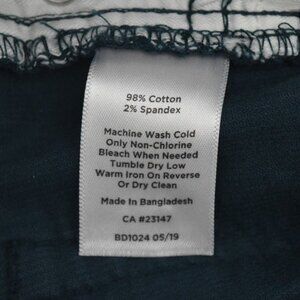 98% Cotton
2% Spandex
Machine Wash Cold
Only Non-Chlorine
Bleach When Needed
Tumble Dry Low
Warm Iron On Reverse
Or Dry Clean
Made In Bangladesh
CA #23147
BD1024 05/19